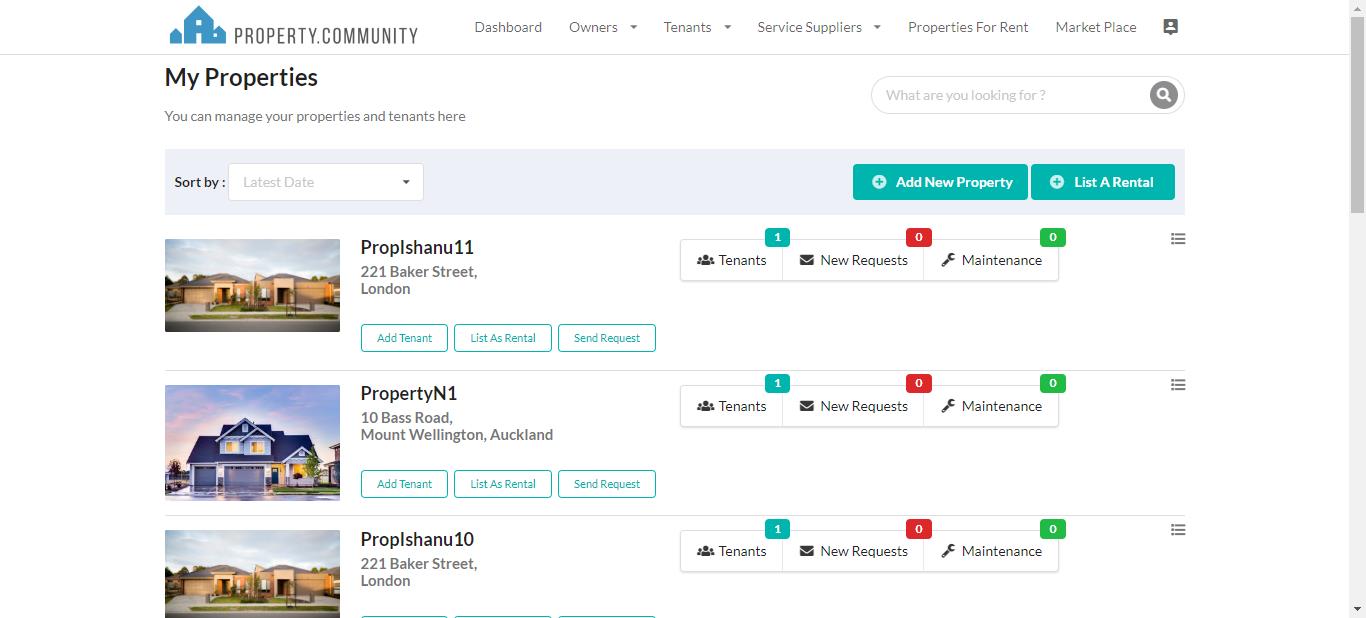 PROPERTY.COMMUNITY
Dashboard Owners Tenants Service Suppliers Properties For Rent Market Place
My Properties
What are you looking for ?
You can manage your properties and tenants here
Sort by : Latest Date
Add New Property List A Rental
PropIshanu11
221 Baker Street,
London
1 0 0
Tenants New Requests Maintenance
Add Tenant List As Rental Send Request
PropertyN1
10 Bass Road,
Mount Wellington, Auckland
1 0 0
Tenants New Requests Maintenance
Add Tenant List As Rental Send Request
PropIshanu10
221 Baker Street,
London
1 0 0
Tenants New Requests Maintenance